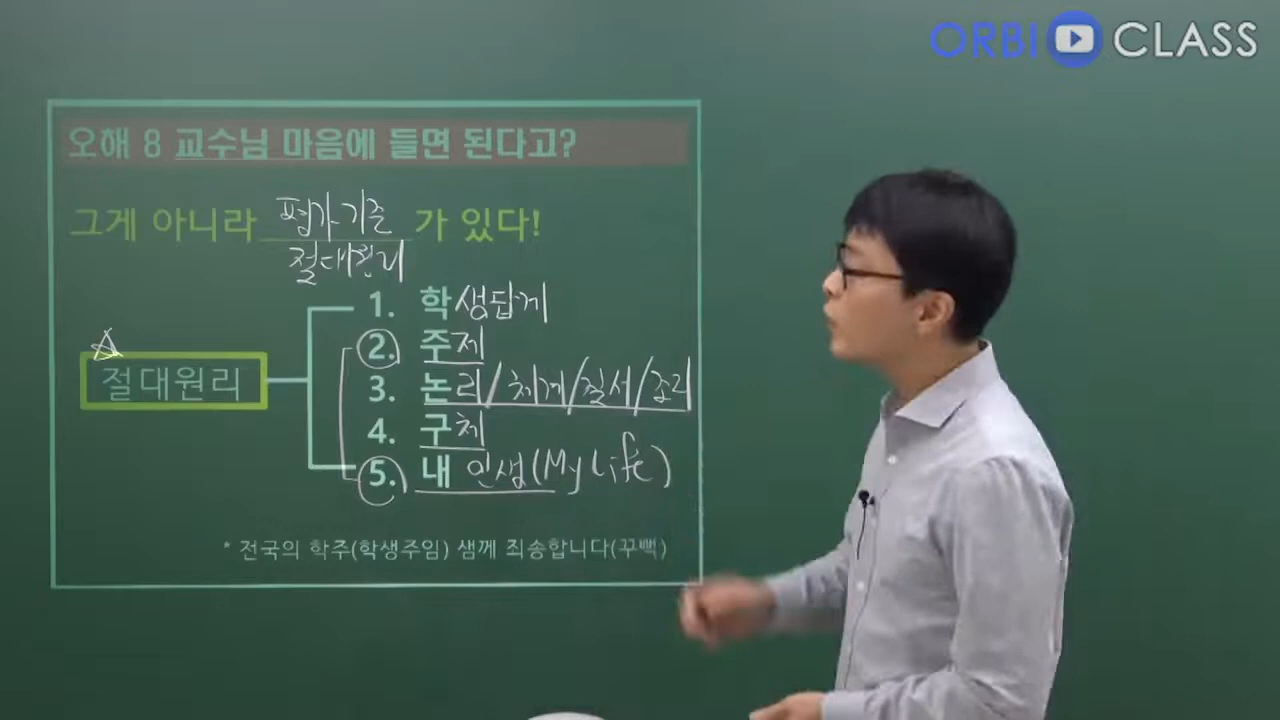 ORBI CLASS
오해 8 교수님 마음에 들면 된다고?
그게 아니라 평가기준 가 있다!
절대원리
1. 학생답게
2. 주제
절대원리
3. 논리/체계/질서/조리
4. 구체
5. 내 인생(My Life)
* 전국의 학주(학생주임) 샘께 죄송합니다(꾸뻑)